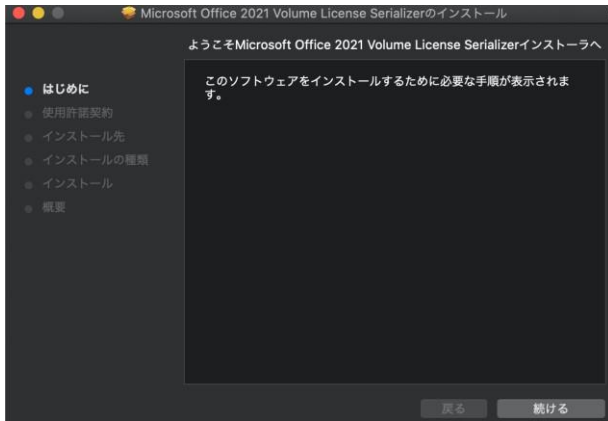 Microsoft Office 2021 Volume License Serializerのインストール
ようこそMicrosoft Office 2021 Volume License Serializerインストーラへ
はじめに
使用許諾契約
インストール先
インストールの種類
インストール
概要
このソフトウェアをインストールするために必要な手順が表示されま
す。
戻る
続ける